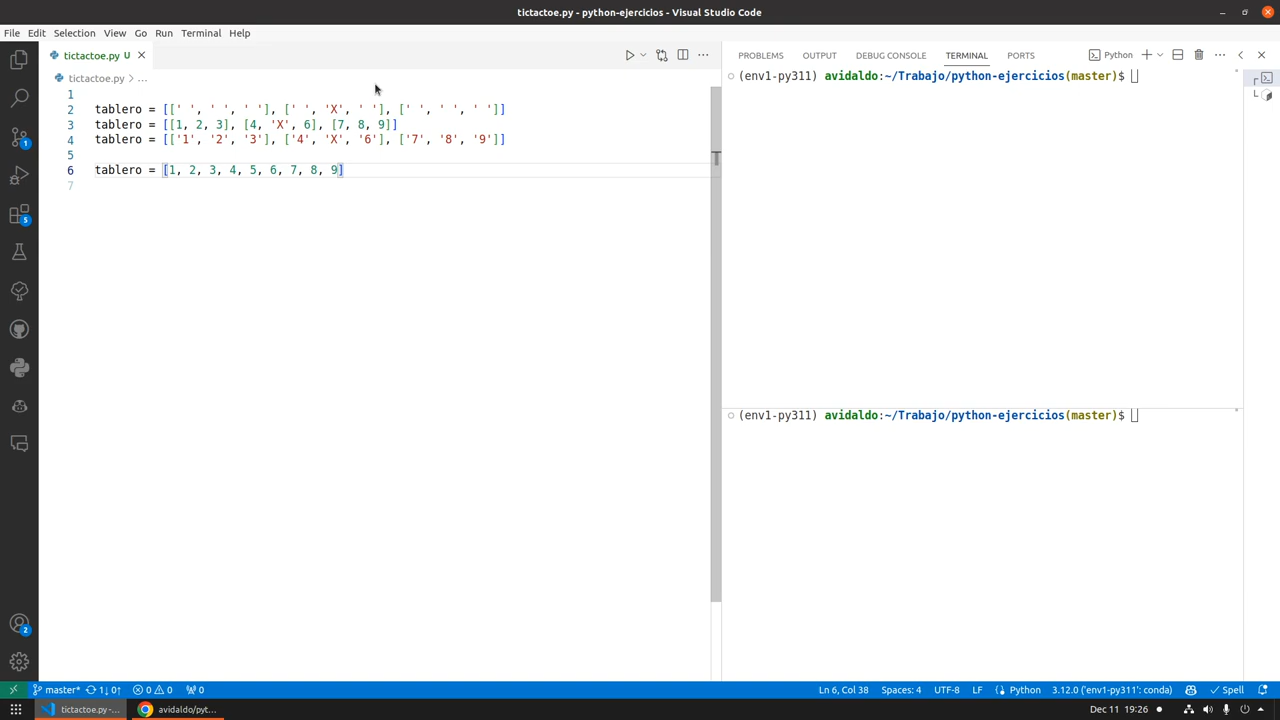 tictactoe.py - python-ejercicios - Visual Studio Code
File Edit Selection View Go Run Terminal Help
tictactoe.py U
PROBLEMS OUTPUT DEBUG CONSOLE TERMINAL PORTS Python
tictactoe.py > ...
(env1-py311) avidaldo:~/Trabajo/python-ejercicios(master)$
1
2 tablero = [[' ', ' ', ' '], [' ', 'X', ' '], [' ', ' ', ' ']]
3 tablero = [[1, 2, 3], [4, 'X', 6], [7, 8, 9]]
4 tablero = [['1', '2', '3'], ['4', 'X', '6'], ['7', '8', '9']]
5
6 tablero = [1, 2, 3, 4, 5, 6, 7, 8, 9]
7
(env1-py311) avidaldo:~/Trabajo/python-ejercicios(master)$
1
5
2
master* 1↓ 0↑ 0 0 0 Ln 6, Col 38 Spaces: 4 UTF-8 LF Python 3.12.0 ('env1-py311': conda) Spell
tictactoe.py -... avidaldo/pyt... Dec 11 19:26